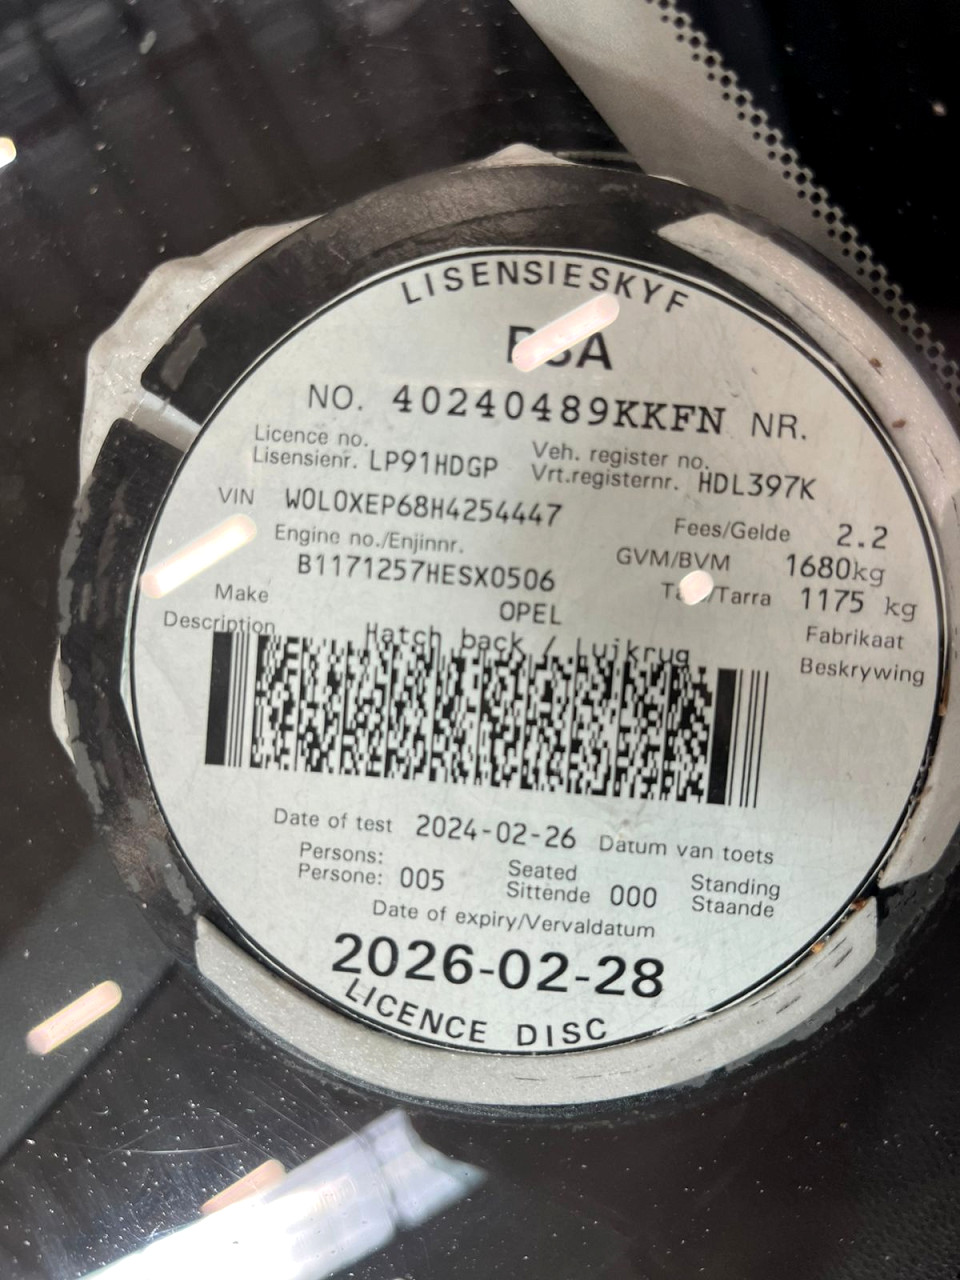 LISENSIESKYF
NO. 40240489KKFN NR.
Licence no.
Lisensienr. LP91HDGP
Veh. register no.
Vrt.registernr. HDL397K
VIN W0L0XEP68H4254447
Fees/Gelde 2.2
Engine no./Enjinnr.
B1171257HESX0506
GVM/BVM 1680kg
/Tarra 1175 kg
Make OPEL Fabrikaat
Description Hatch back / Luikrug Beskrywing
Date of test 2024-02-26 Datum van toets
Persons:
Persone: 005
Seated
Sittende 000
Standing
Staande
Date of expiry/Vervaldatum
2026-02-28
LICENCE DISC